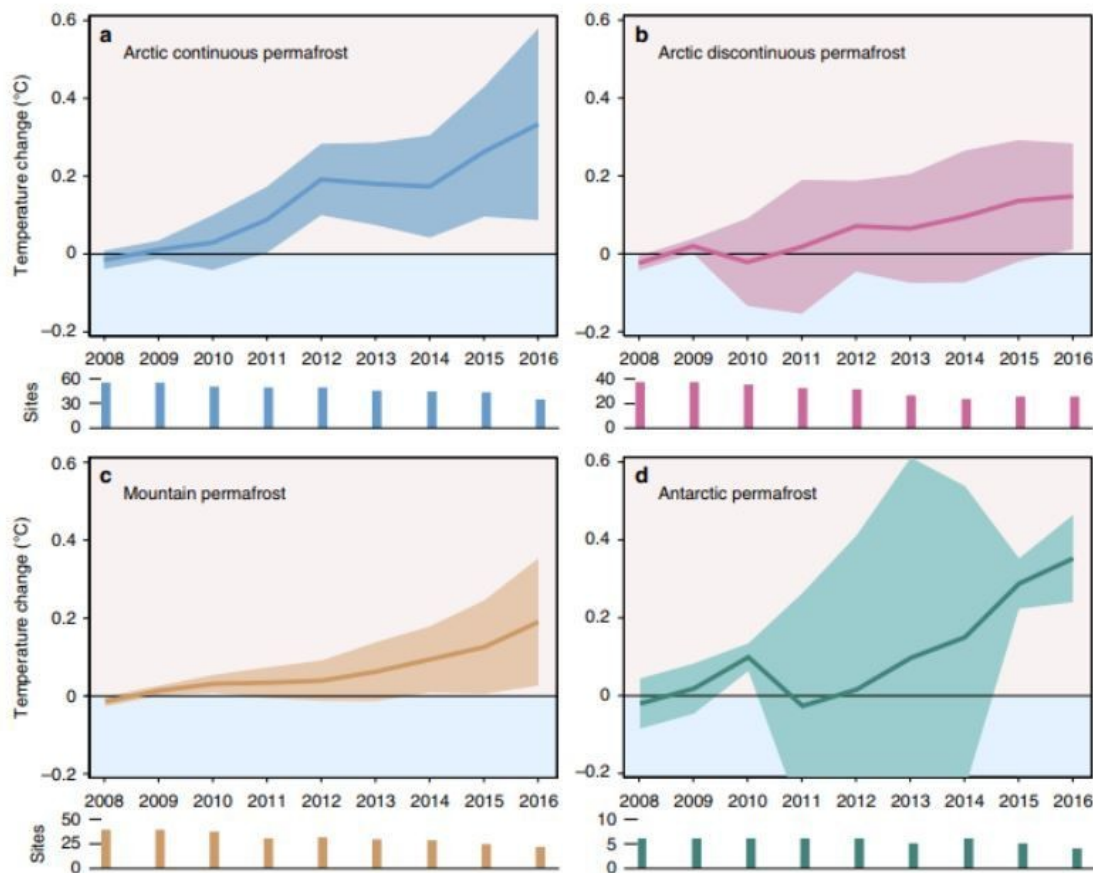 a
Arctic continuous permafrost
Temperature change (°C)
0.6
0.4
0.2
0
–0.2
2008 2009 2010 2011 2012 2013 2014 2015 2016
Sites
60
30
0
b
Arctic discontinuous permafrost
0.6
0.4
0.2
0
–0.2
2008 2009 2010 2011 2012 2013 2014 2015 2016
40
20
0
c
Mountain permafrost
Temperature change (°C)
0.6
0.4
0.2
0
–0.2
2008 2009 2010 2011 2012 2013 2014 2015 2016
Sites
50
25
0
d
Antarctic permafrost
0.6
0.4
0.2
0
–0.2
2008 2009 2010 2011 2012 2013 2014 2015 2016
10
5
0